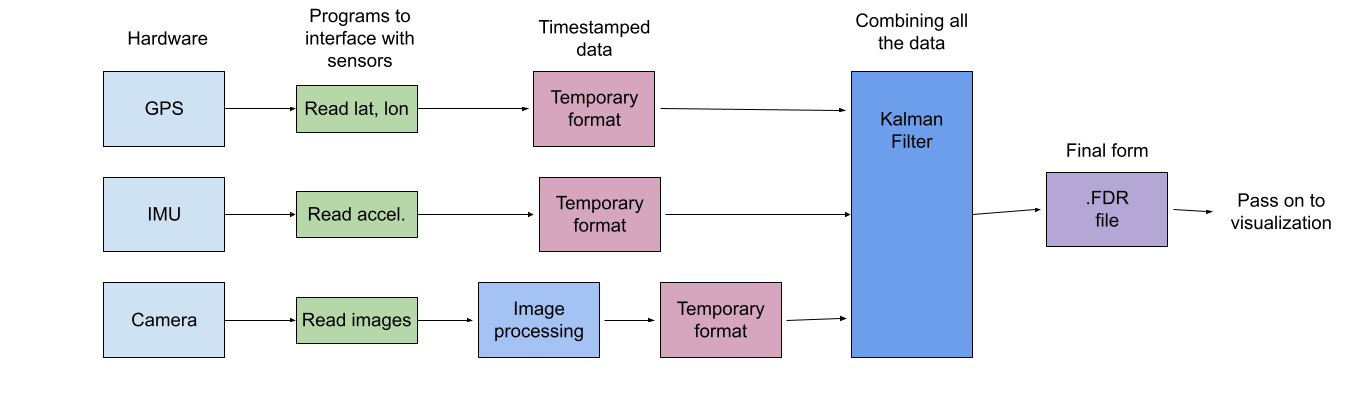 Hardware
Programs to
interface with
sensors
Timestamped
data
Combining all
the data
GPS
Read lat, lon
Temporary
format
Kalman
Filter
Final form
IMU
Read accel.
Temporary
format
.FDR
file
Pass on to
visualization
Camera
Read images
Image
processing
Temporary
format